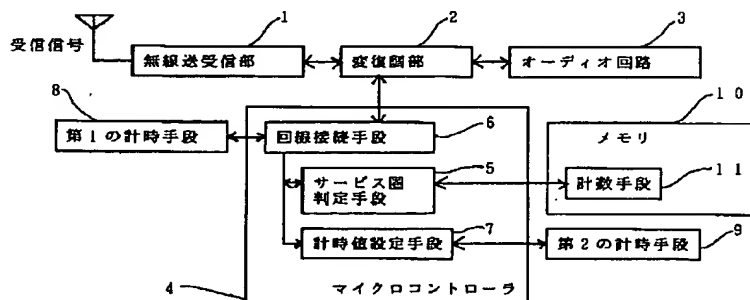 受信信号
1
無線送受信部
2
変復調部
3
オーディオ回路
8
第1の計時手段
回線接続手段
6
10
メモリ
サービス圏
判定手段
5
計数手段
11
計時値設定手段
7
第2の計時手段
9
4
マイクロコントローラ